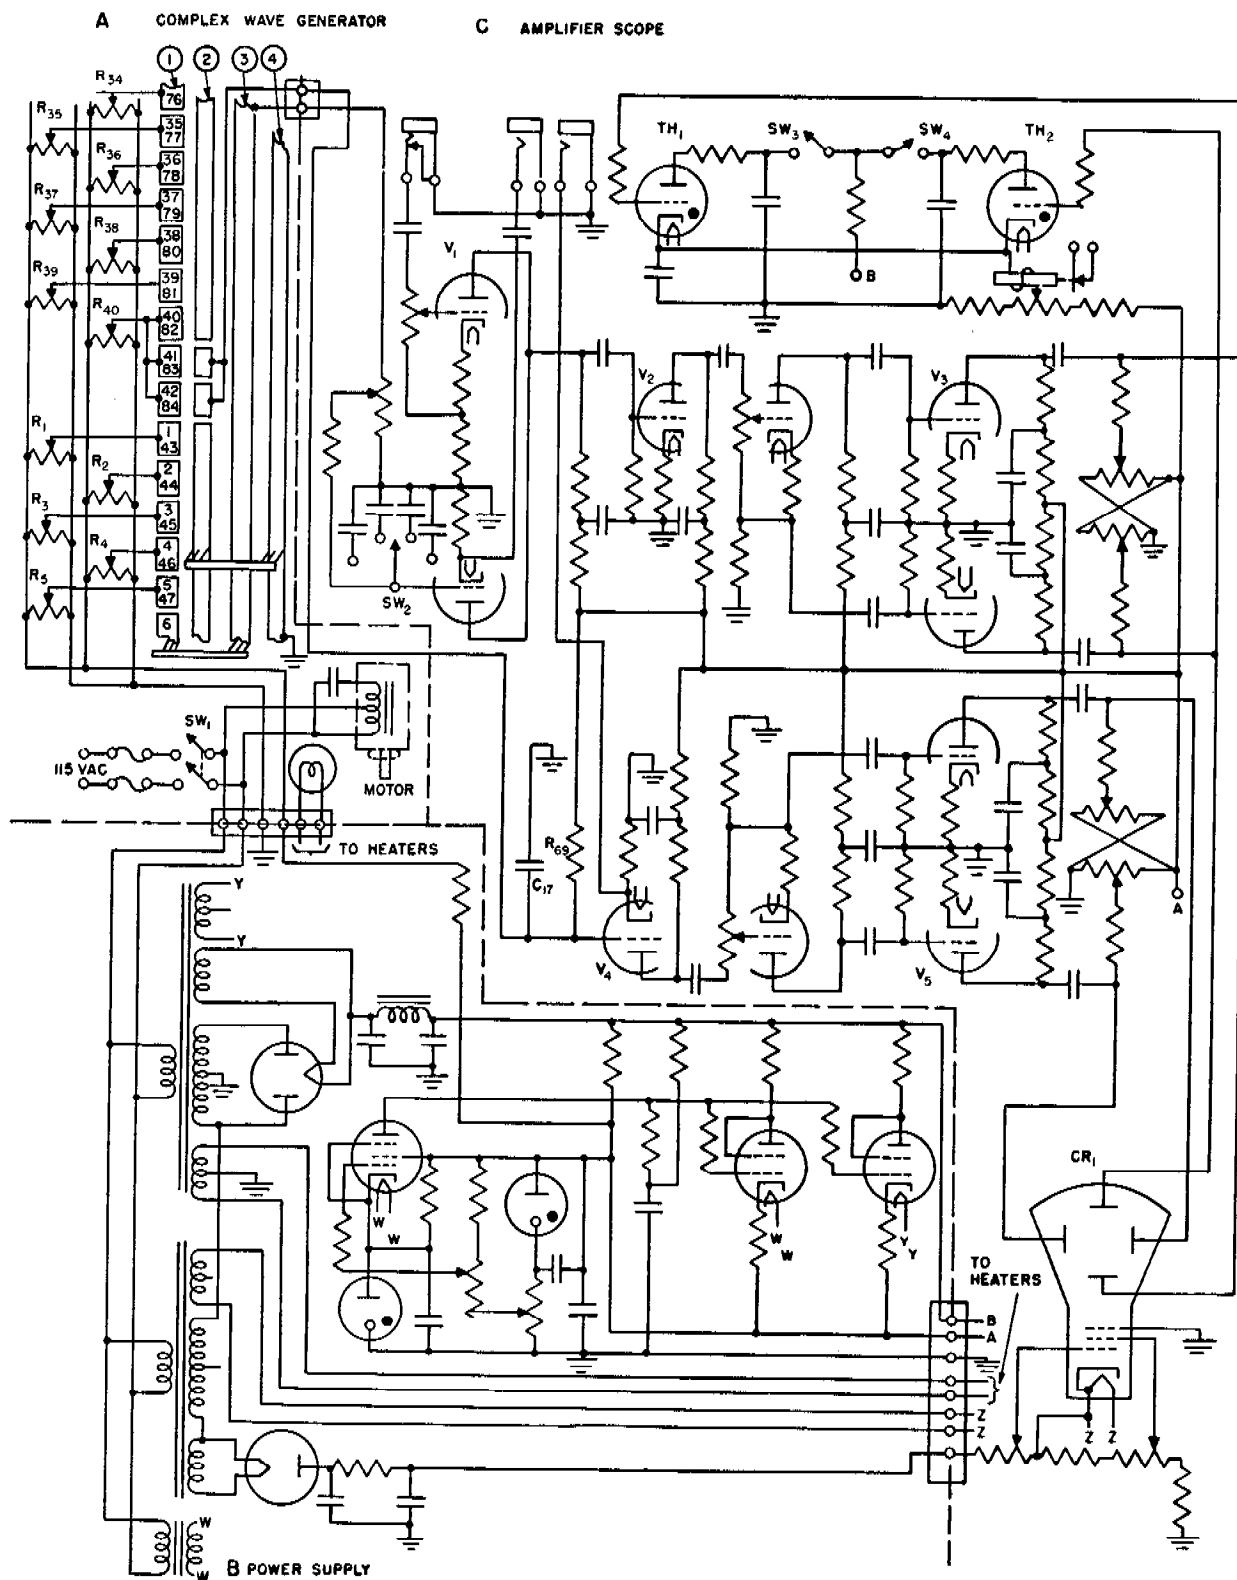 A COMPLEX WAVE GENERATOR
C AMPLIFIER SCOPE
1 2 3 4
R34
76
R35
35
77
R36
36
78
R37
37
79
R38
38
80
R39
39
81
R40
40
82
41
83
42
84
R1
1
43
R2
2
44
R3
3
45
R4
4
46
R5
5
47
6
TH1
SW3
SW4
TH2
B
V1
V2
V3
SW2
SW1
115 VAC
MOTOR
TO HEATERS
R69
C17
V4
V5
A
Y
Y
CR1
W
W
W
W
Y
Y
TO
HEATERS
B
A
Z
Z
Z Z
W
W
B POWER SUPPLY